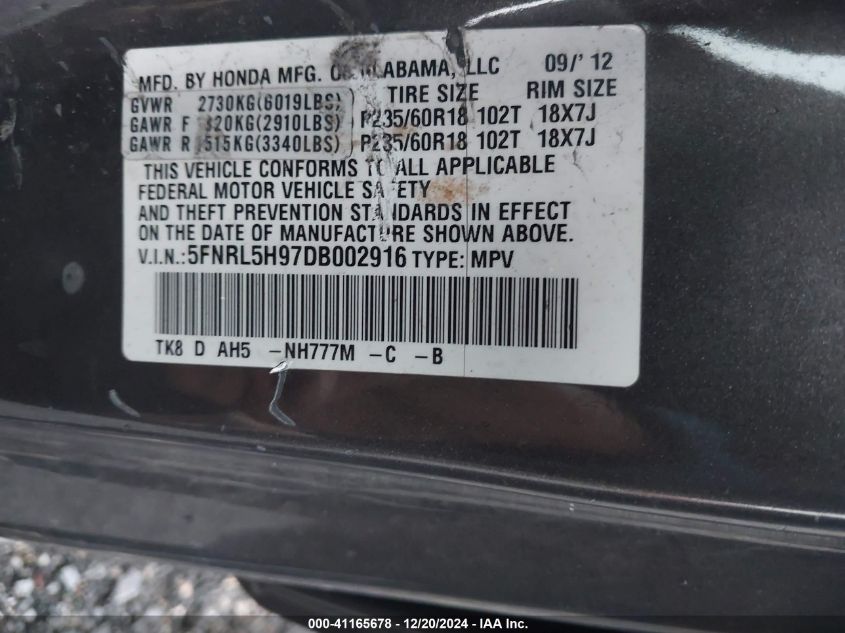 MFD. BY HONDA MFG. OF ALABAMA, LLC 09/'12
GVWR 2730KG(6019LBS) TIRE SIZE RIM SIZE
GAWR F 320KG(2910LBS) P235/60R18 102T 18X7J
GAWR R 515KG(3340LBS) P235/60R18 102T 18X7J
THIS VEHICLE CONFORMS TO ALL APPLICABLE
FEDERAL MOTOR VEHICLE SAFETY
AND THEFT PREVENTION STANDARDS IN EFFECT
ON THE DATE OF MANUFACTURE SHOWN ABOVE.
V.I.N.:5FNRL5H97DB002916 TYPE: MPV
TK8 D AH5 -NH777M -C -B
000-41165678 - 12/20/2024 - IAA Inc.